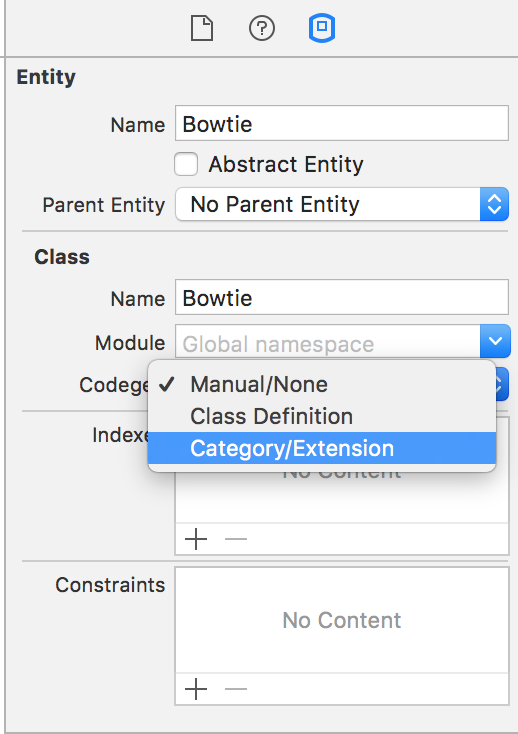 Entity
Name Bowtie
Abstract Entity
Parent Entity No Parent Entity
Class
Name Bowtie
Module Global namespace
Codege
✓ Manual/None
Class Definition
Indexe
Category/Extension
No Content
Constraints
No Content